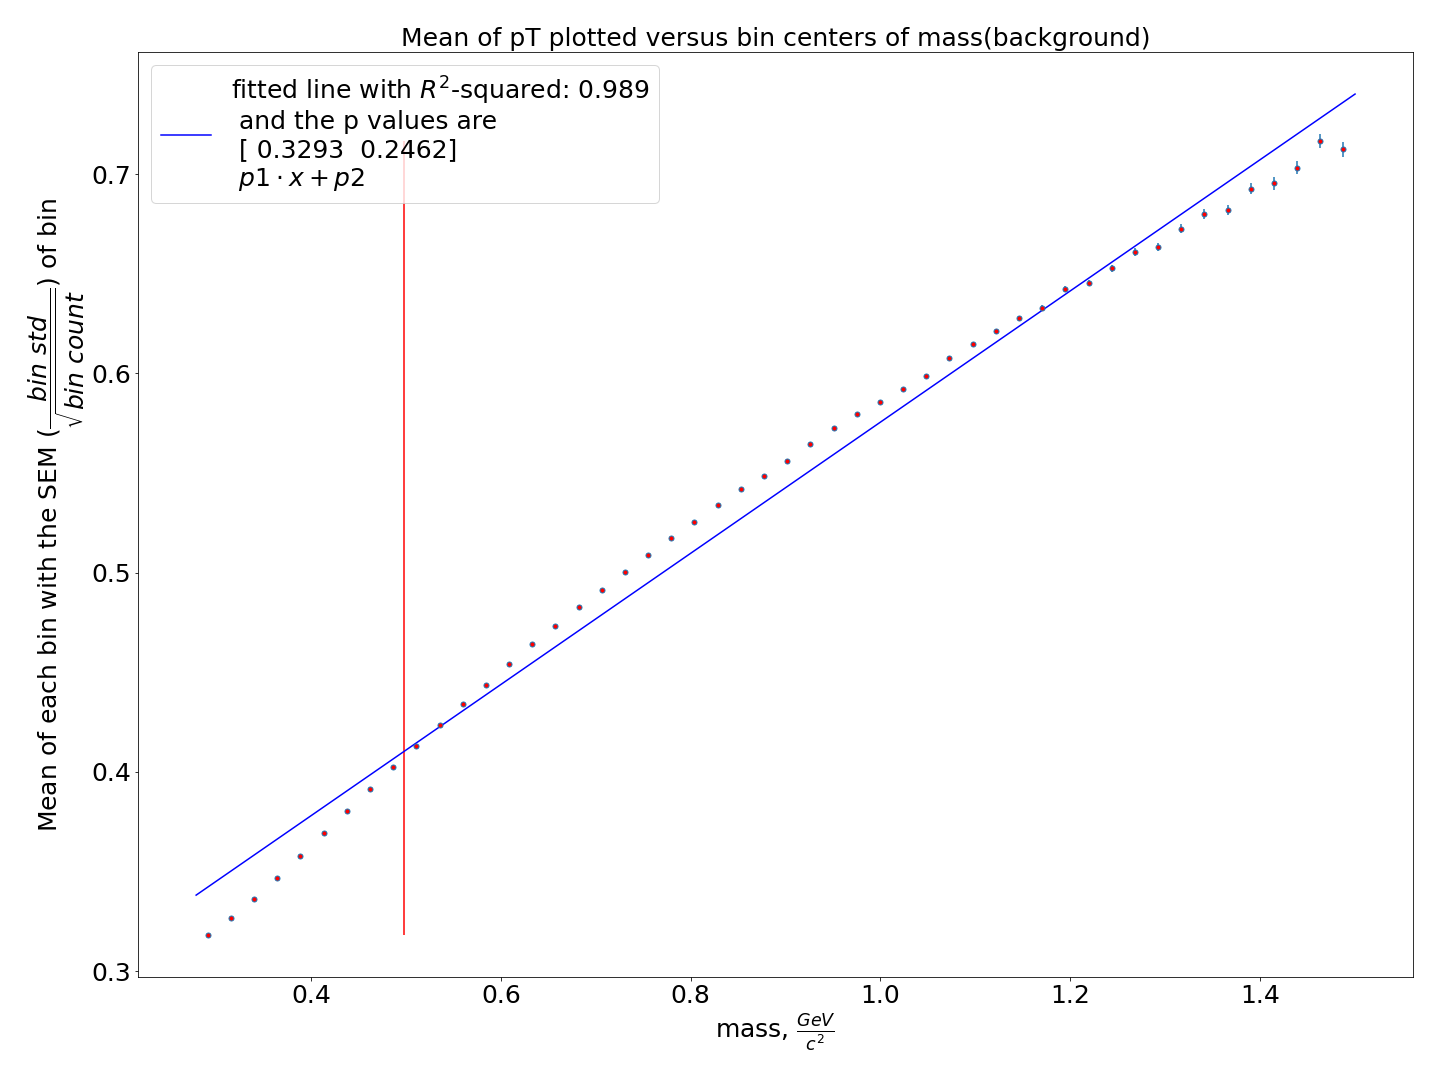 Mean of pT plotted versus bin centers of mass(background)
fitted line with R²-squared: 0.989
and the p values are
[ 0.3293  0.2462]
p1 · x + p2
Mean of each bin with the SEM (bin std / √bin count) of bin
0.7
0.6
0.5
0.4
0.3
0.4 0.6 0.8 1.0 1.2 1.4
mass, GeV/c²